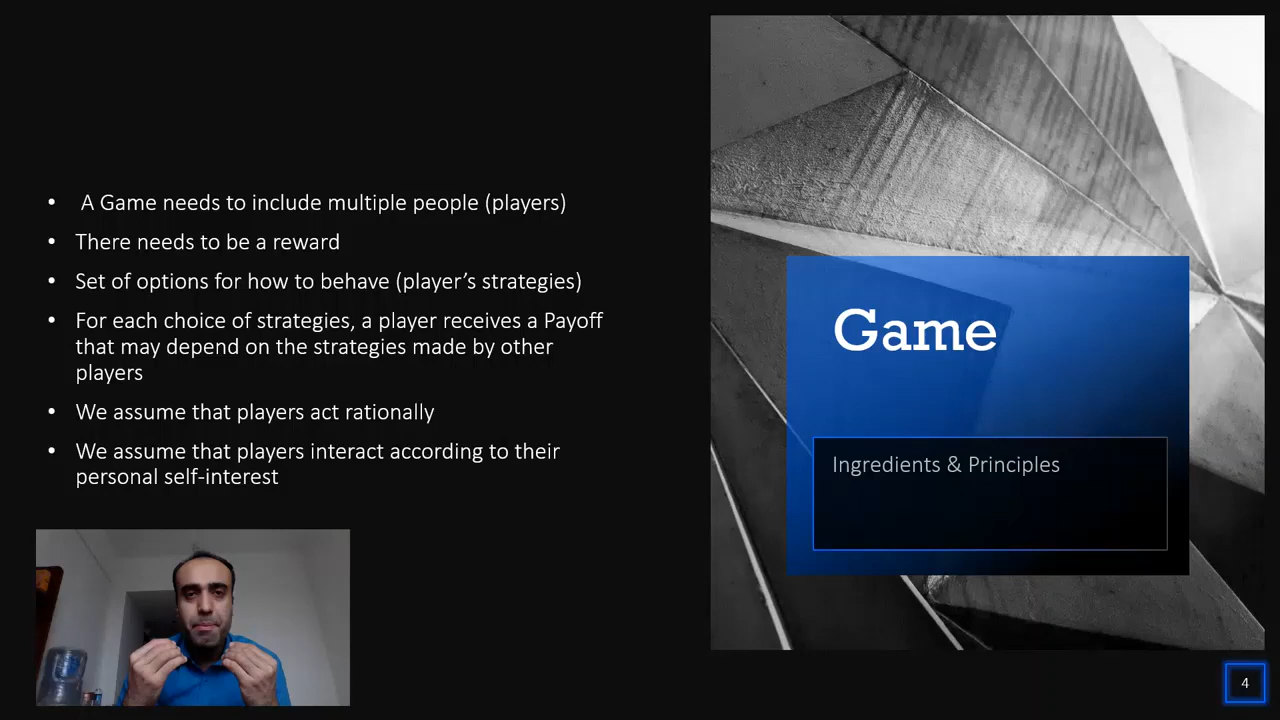 • A Game needs to include multiple people (players)
• There needs to be a reward
• Set of options for how to behave (player’s strategies)
• For each choice of strategies, a player receives a Payoff
that may depend on the strategies made by other
players
• We assume that players act rationally
• We assume that players interact according to their
personal self-interest
Game
Ingredients & Principles
4